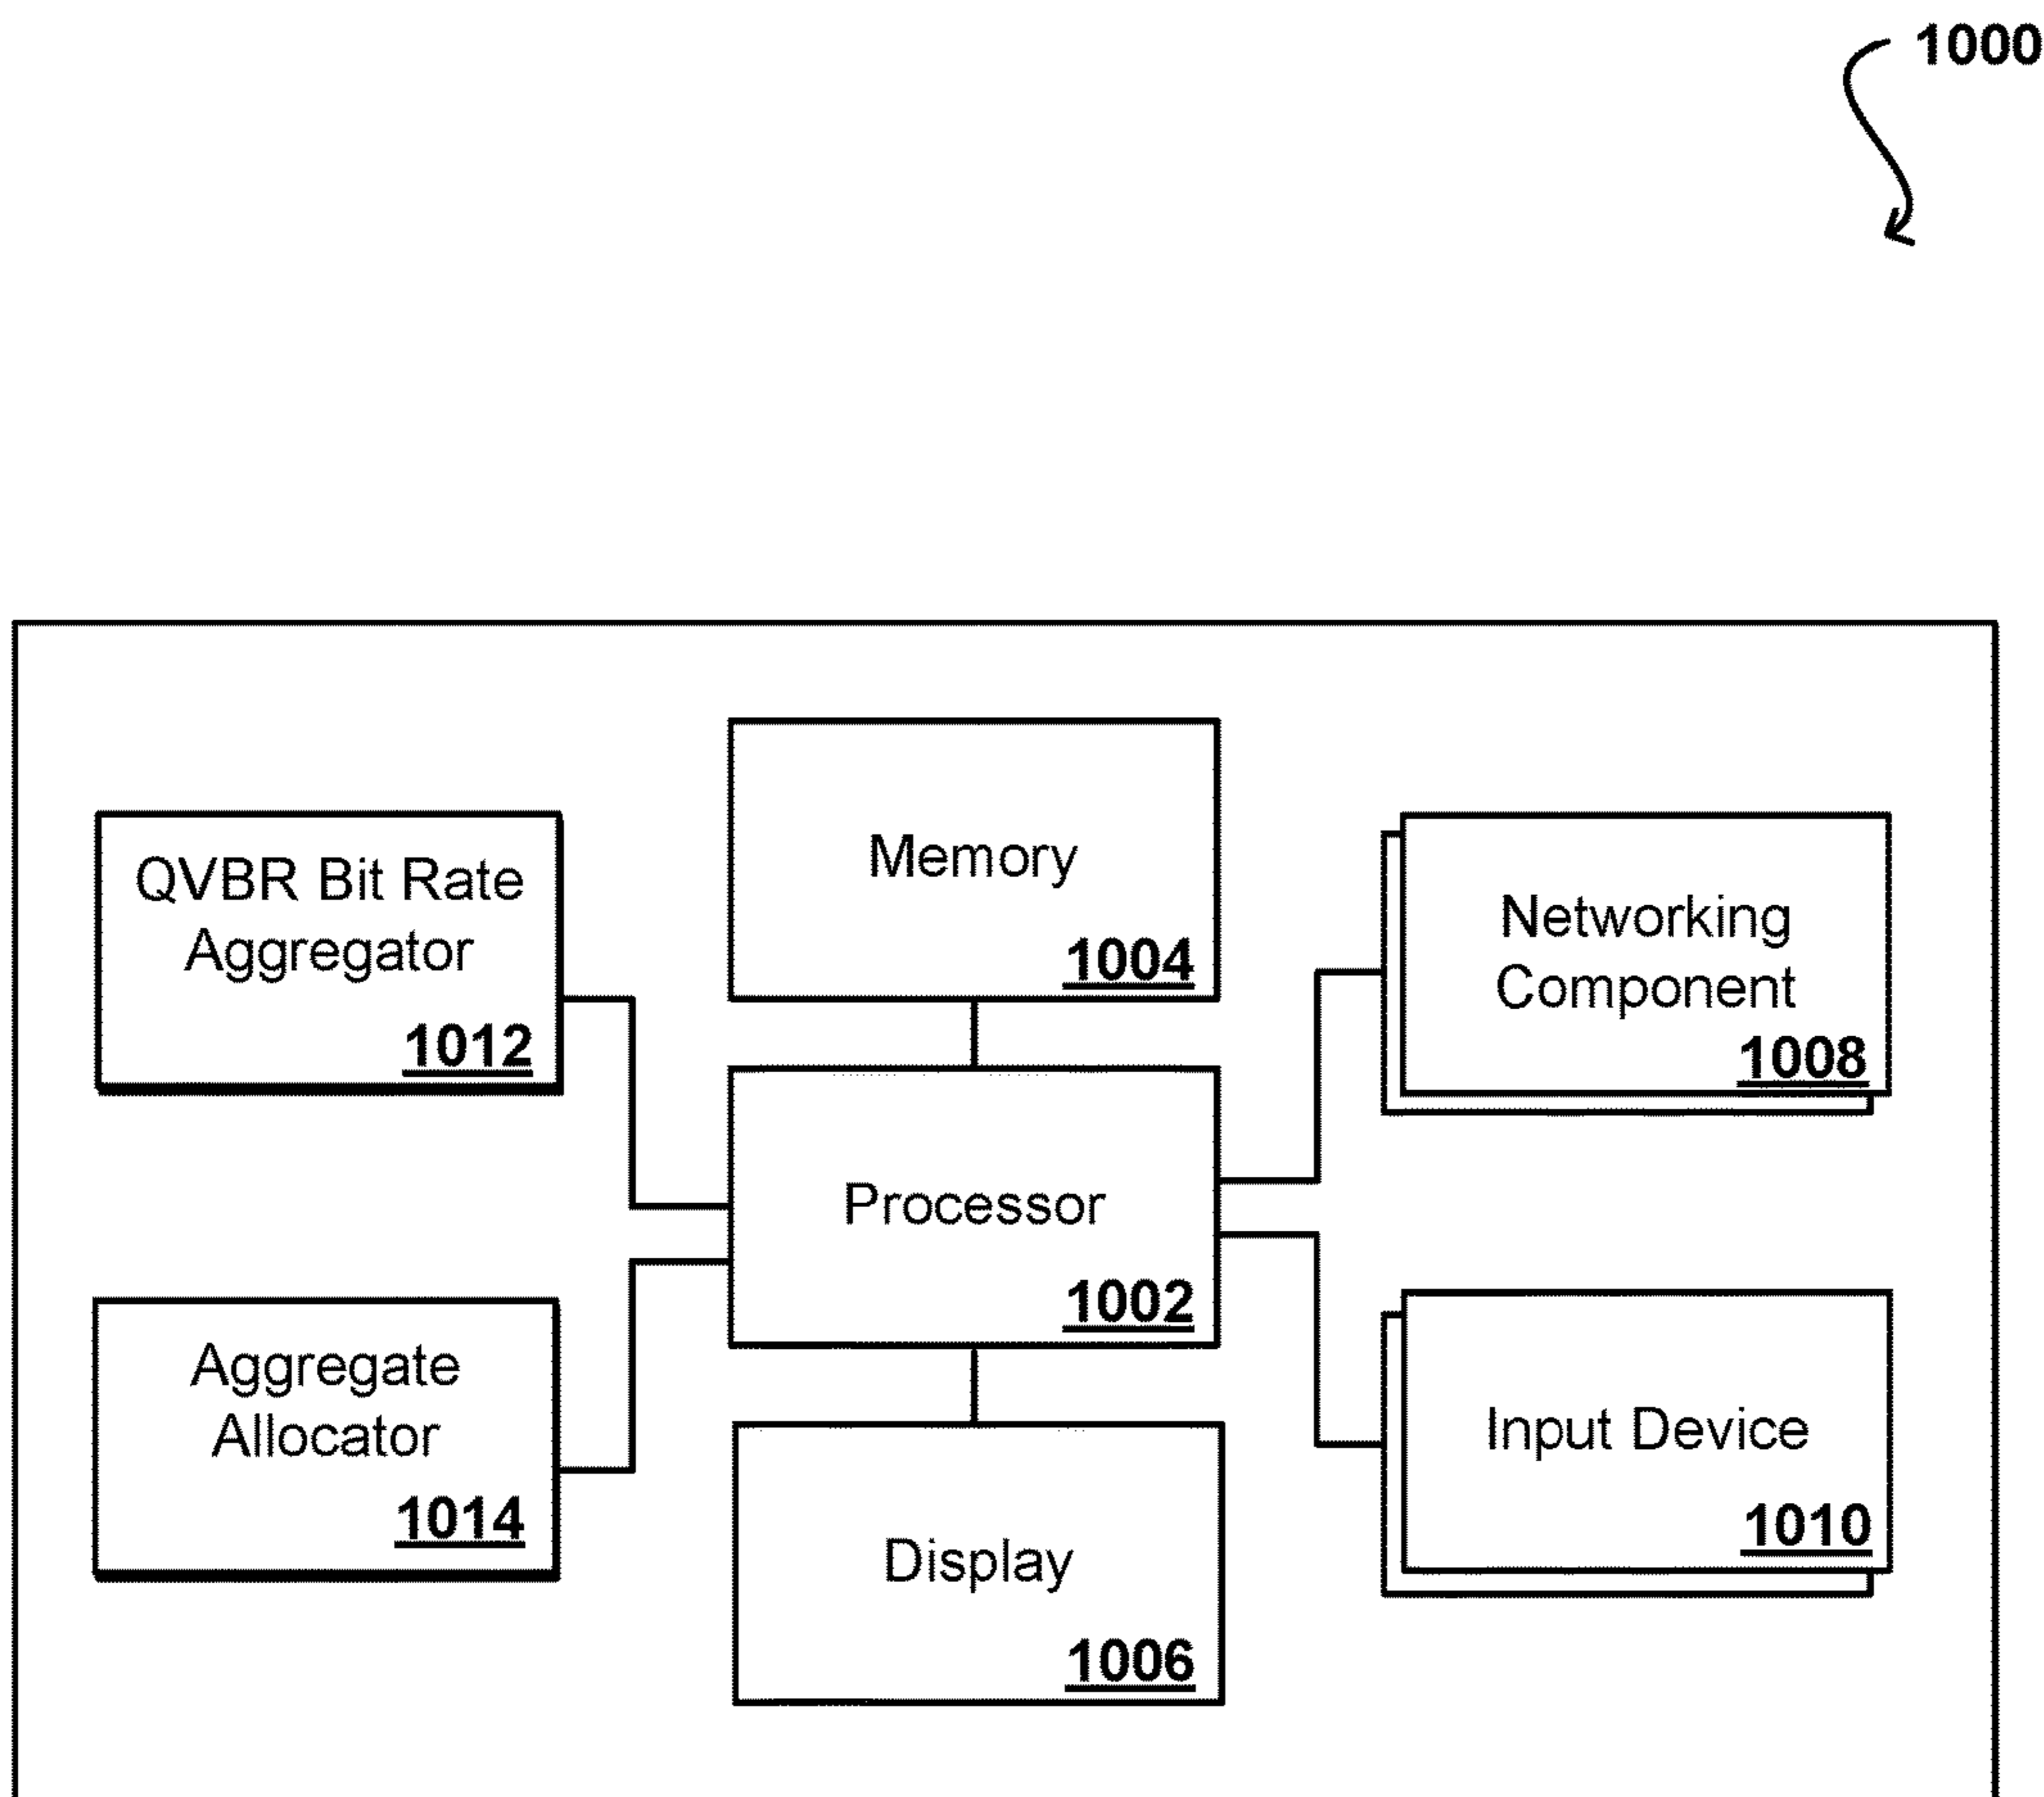 1000
Memory
1004
QVBR Bit Rate
Aggregator
1012
Networking
Component
1008
Processor
1002
Aggregate
Allocator
1014
Input Device
1010
Display
1006